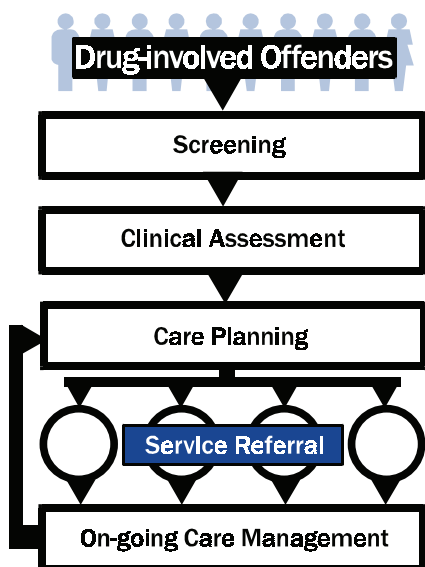 Drug-involved Offenders
Screening
Clinical Assessment
Care Planning
Service Referral
On-going Care Management